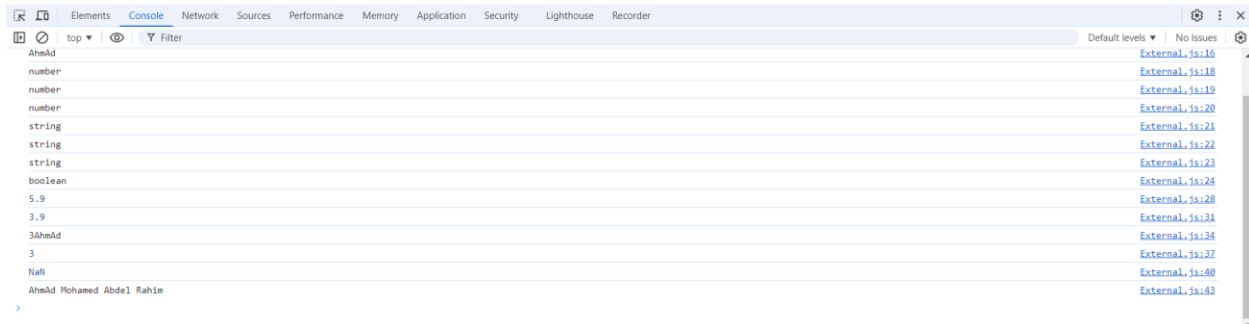 Elements Console Network Sources Performance Memory Application Security Lighthouse Recorder
top Filter Default levels No Issues
AhmAd External.js:16
number External.js:18
number External.js:19
number External.js:20
string External.js:21
string External.js:22
string External.js:23
boolean External.js:24
5.9 External.js:28
3.9 External.js:31
3AhmAd External.js:34
3 External.js:37
NaN External.js:40
AhmAd Mohamed Abdel Rahim External.js:43